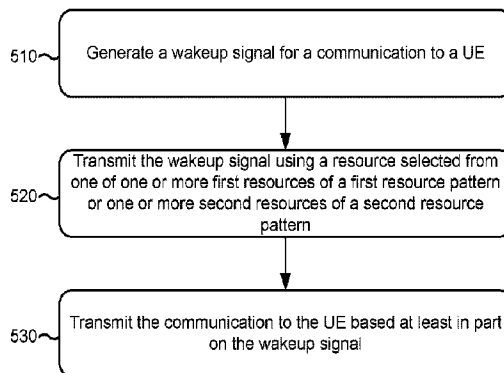 510
Generate a wakeup signal for a communication to a UE
520
Transmit the wakeup signal using a resource selected from
one of one or more first resources of a first resource pattern
or one or more second resources of a second resource
pattern
530
Transmit the communication to the UE based at least in part
on the wakeup signal